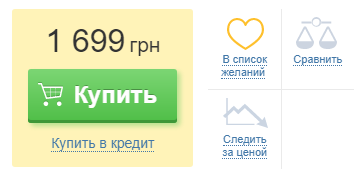 1 699 грн
Купить
Купить в кредит
В список
желаний
Сравнить
Следить
за ценой